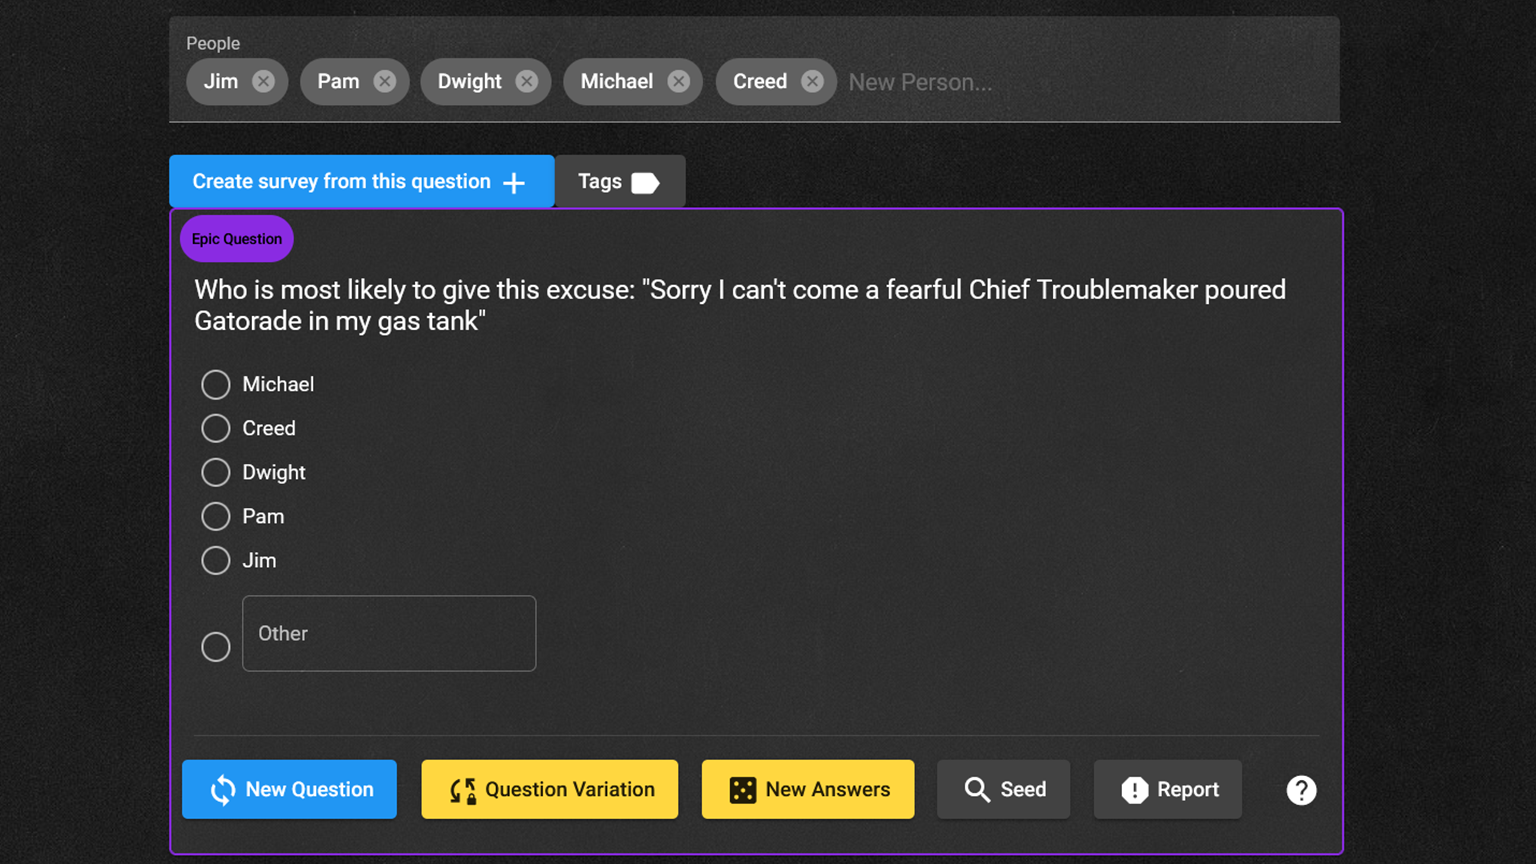 People
Jim Pam Dwight Michael Creed New Person...
Create survey from this question Tags
Epic Question
Who is most likely to give this excuse: "Sorry I can't come a fearful Chief Troublemaker poured
Gatorade in my gas tank"
Michael
Creed
Dwight
Pam
Jim
Other
New Question Question Variation New Answers Seed Report